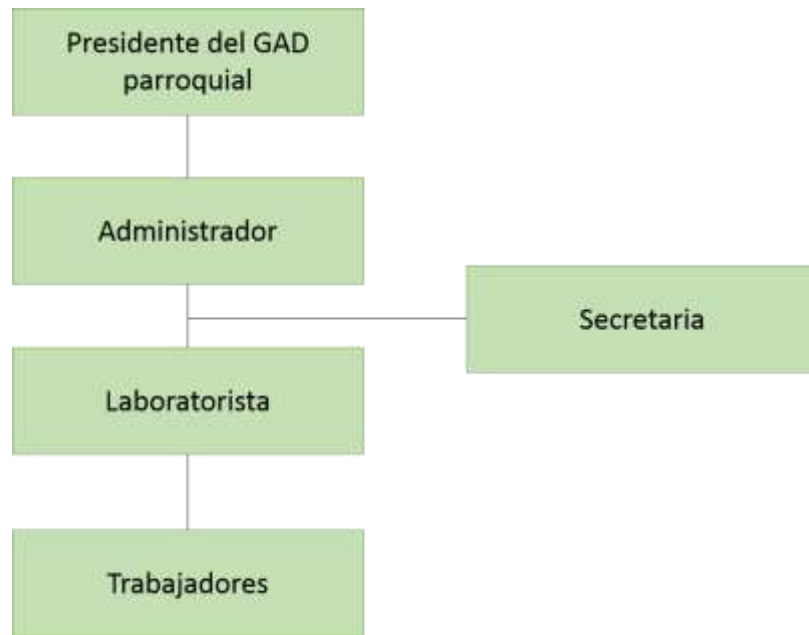 Presidente del GAD
parroquial
Administrador
Secretaria
Laboratorista
Trabajadores